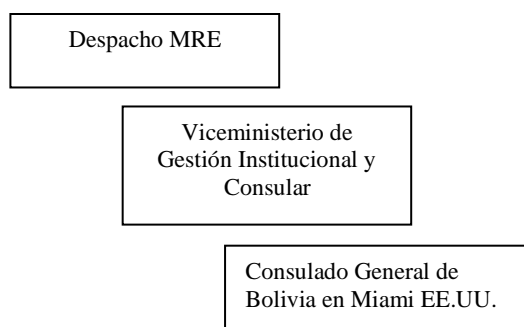 Despacho MRE
Viceministerio de
Gestión Institucional y
Consular
Consulado General de
Bolivia en Miami EE.UU.